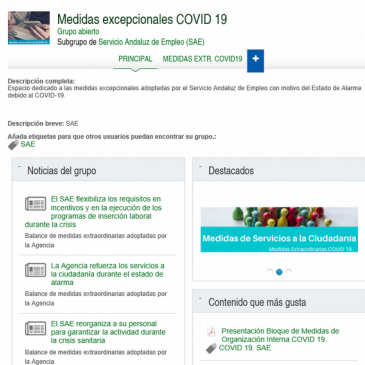 Medidas excepcionales COVID 19
Grupo abierto
Subgrupo de Servicio Andaluz de Empleo (SAE)
PRINCIPAL MEDIDAS EXTR. COVID19 +
Descripción completa:
Espacio dedicado a las medidas excepcionales adoptadas por el Servicio Andaluz de Empleo con motivo del Estado de Alarma
debido al COVID-19.
Descripción breve: SAE
Añada etiquetas para que otros usuarios puedan encontrar su grupo.:
SAE
Noticias del grupo
El SAE flexibiliza los requisitos en
incentivos y en la ejecución de los
programas de inserción laboral
durante la crisis
Balance de medidas extraordinarias adoptadas por
la Agencia
La Agencia refuerza los servicios a
la ciudadanía durante el estado de
alarma
Balance de medidas extraordinarias adoptadas por
la Agencia
El SAE reorganiza a su personal
para garantizar la actividad durante
la crisis sanitaria
Balance de medidas extraordinarias adoptadas por
la Agencia
Destacados
Medidas de Servicios a la Ciudadanía
Medidas Extraordinarias COVID 19
Contenido que más gusta
Presentación Bloque de Medidas de
Organización Interna COVID 19.
COVID 19. SAE